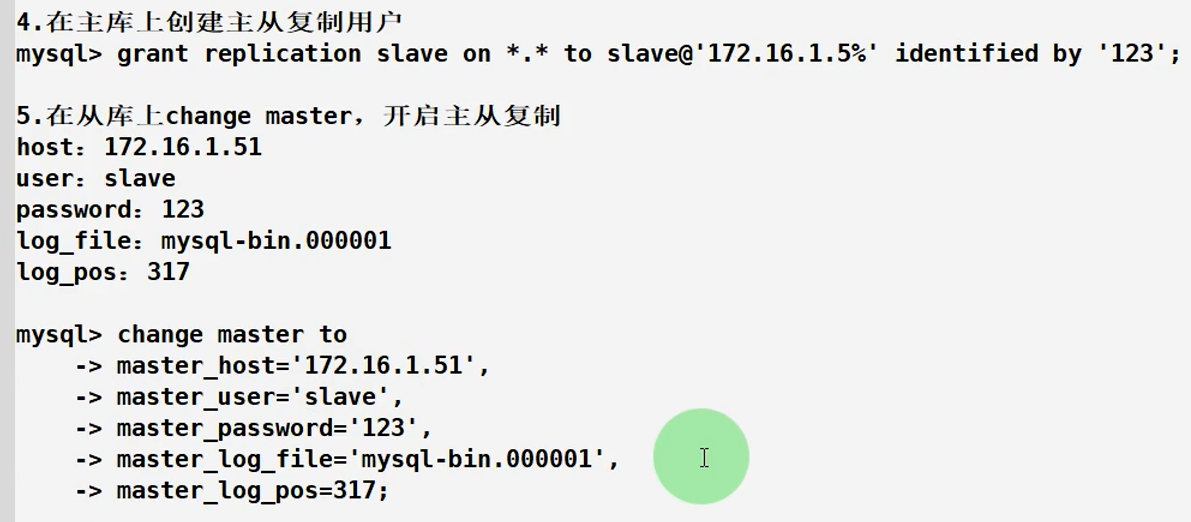 4.在主库上创建主从复制用户
mysql> grant replication slave on *.* to slave@'172.16.1.5%' identified by '123';
5.在从库上change master，开启主从复制
host：172.16.1.51
user：slave
password：123
log_file：mysql-bin.000001
log_pos：317
mysql> change master to
    -> master_host='172.16.1.51',
    -> master_user='slave',
    -> master_password='123',
    -> master_log_file='mysql-bin.000001',
    -> master_log_pos=317;